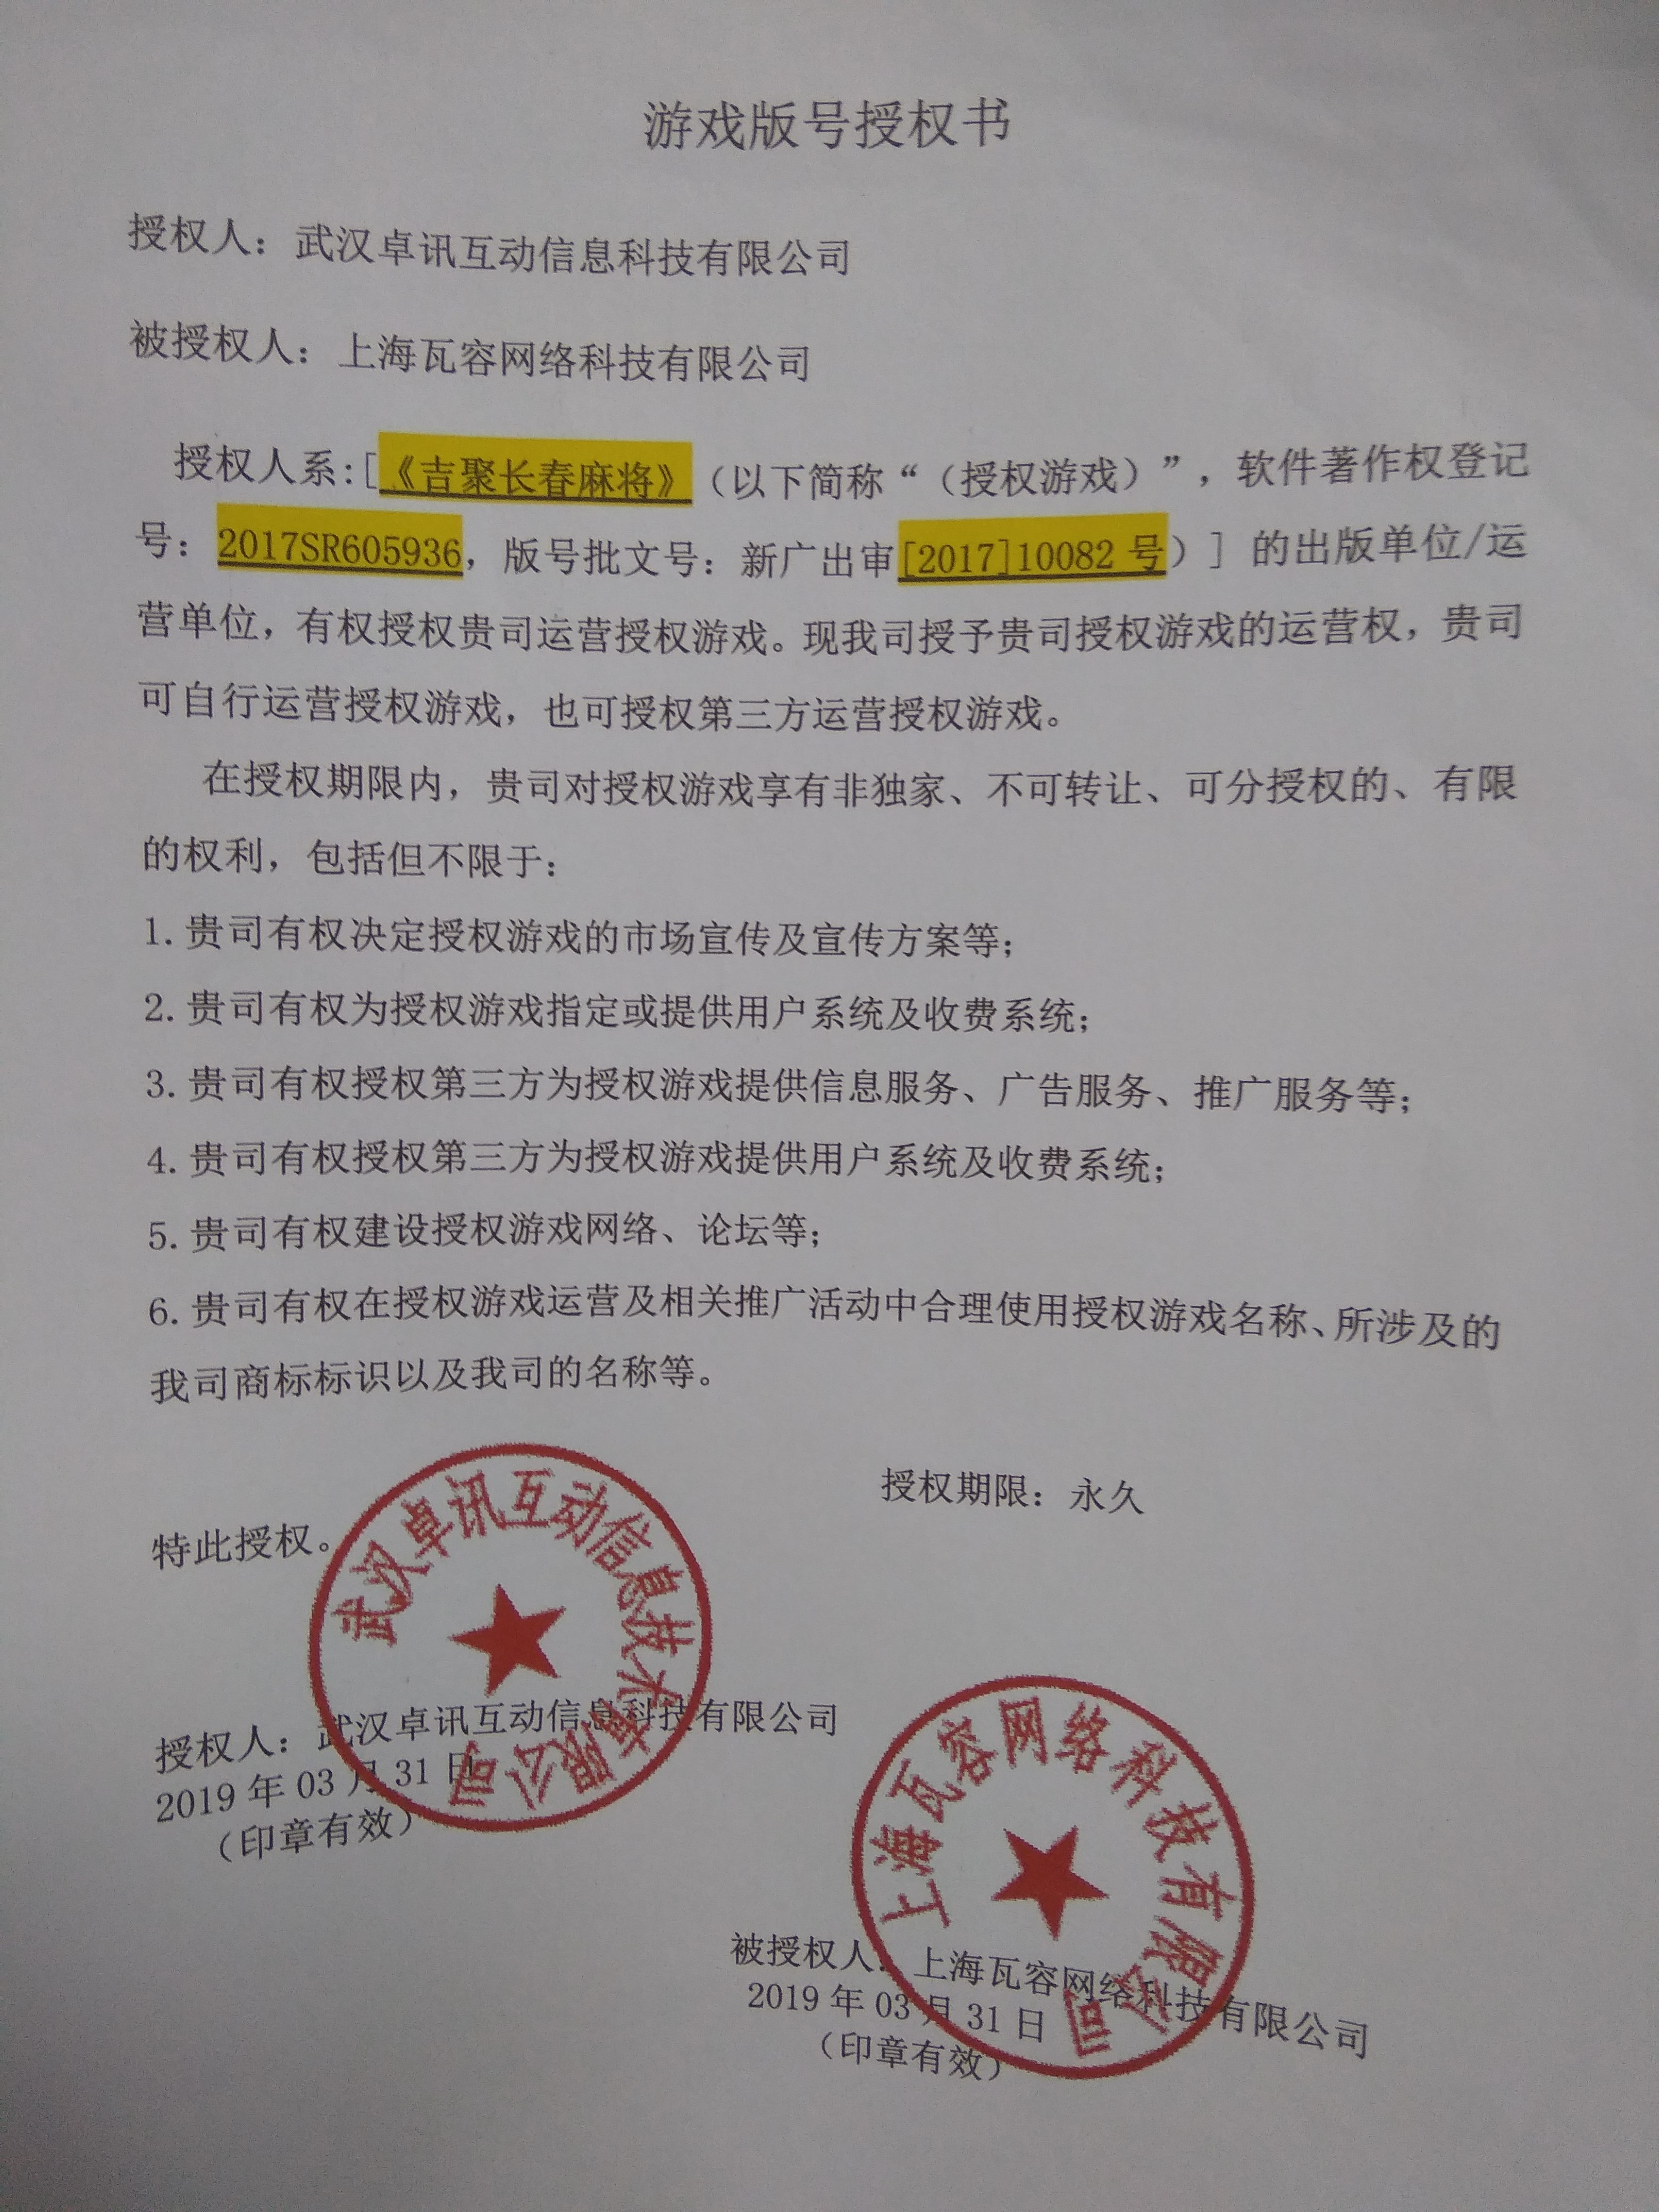 游戏版号授权书
授权人：武汉卓讯互动信息科技有限公司
被授权人：上海瓦容网络科技有限公司
授权人系:[《吉聚长春麻将》（以下简称“（授权游戏）”，软件著作权登记
号：2017SR605936，版号批文号：新广出审[2017]10082 号）] 的出版单位/运
营单位，有权授权贵司运营授权游戏。现我司授予贵司授权游戏的运营权，贵司
可自行运营授权游戏，也可授权第三方运营授权游戏。
在授权期限内，贵司对授权游戏享有非独家、不可转让、可分授权的、有限
的权利，包括但不限于：
1. 贵司有权决定授权游戏的市场宣传及宣传方案等；
2. 贵司有权为授权游戏指定或提供用户系统及收费系统；
3. 贵司有权授权第三方为授权游戏提供信息服务、广告服务、推广服务等；
4. 贵司有权授权第三方为授权游戏提供用户系统及收费系统；
5. 贵司有权建设授权游戏网络、论坛等；
6. 贵司有权在授权游戏运营及相关推广活动中合理使用授权游戏名称、所涉及的
我司商标标识以及我司的名称等。
授权期限：永久
特此授权。
武汉卓讯互动信息技术有限公司
授权人：武汉卓讯互动信息科技有限公司
2019 年 03 月 31 日
（印章有效）
上海瓦容网络科技有限公司
被授权人：上海瓦容网络科技有限公司
2019 年 03 月 31 日
（印章有效）